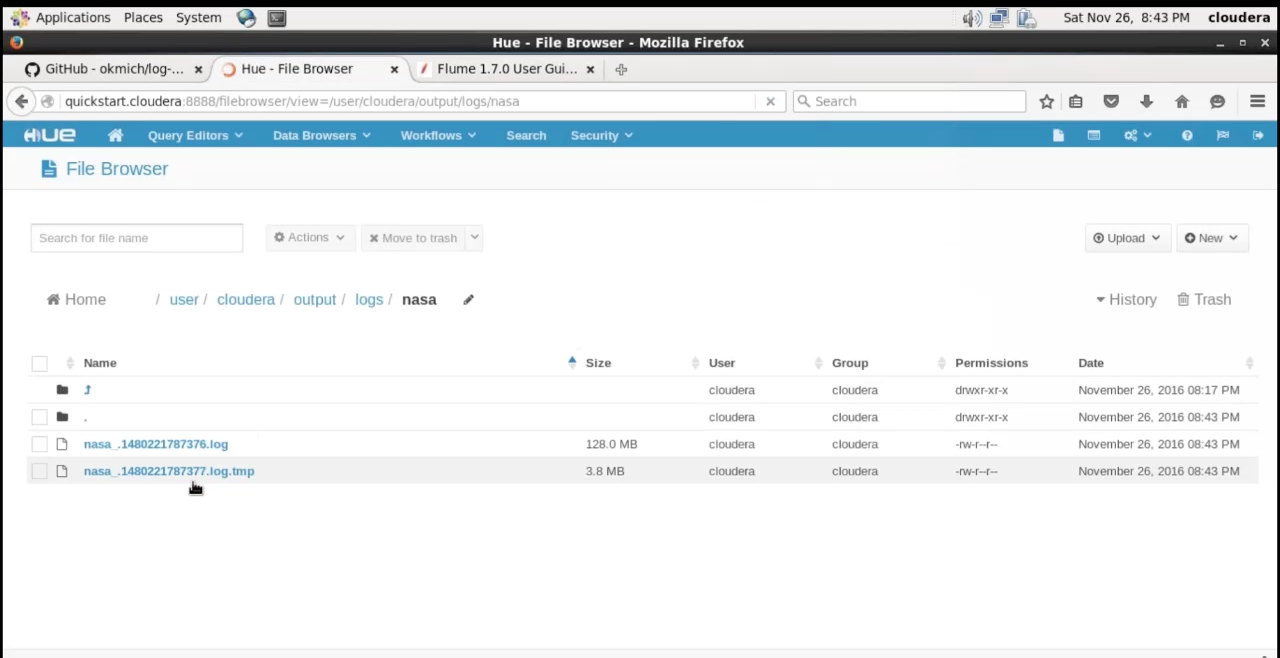 Applications Places System Sat Nov 26, 8:43 PM cloudera
Hue - File Browser - Mozilla Firefox
GitHub - okmich/log-... Hue - File Browser Flume 1.7.0 User Gui...
quickstart.cloudera:8888/filebrowser/view=/user/cloudera/output/logs/nasa Search
HUE Query Editors Data Browsers Workflows Search Security
File Browser
Search for file name Actions Move to trash Upload New
Home / user / cloudera / output / logs / nasa History Trash
Name Size User Group Permissions Date
cloudera cloudera drwxr-xr-x November 26, 2016 08:17 PM
. cloudera cloudera drwxr-xr-x November 26, 2016 08:43 PM
nasa_.1480221787376.log 128.0 MB cloudera cloudera -rw-r--r-- November 26, 2016 08:43 PM
nasa_.1480221787377.log.tmp 3.8 MB cloudera cloudera -rw-r--r-- November 26, 2016 08:43 PM